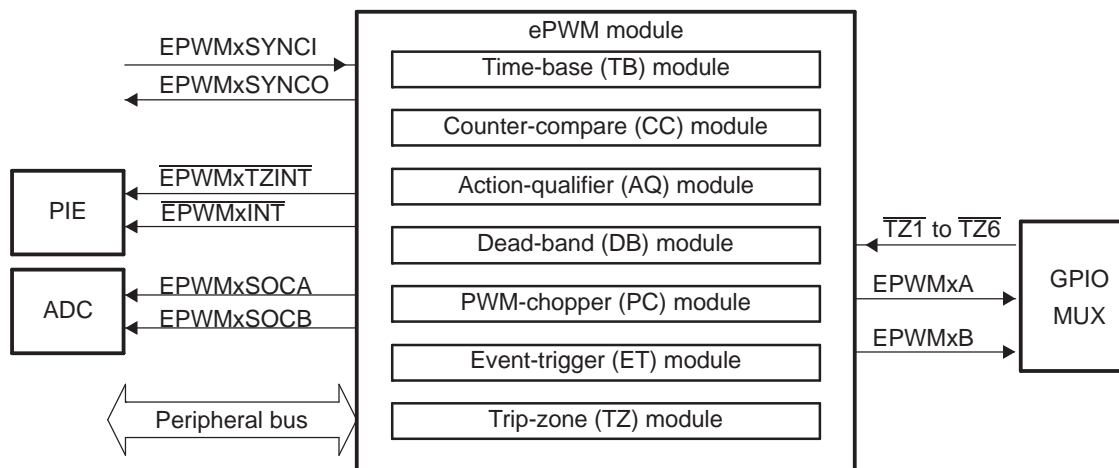 ePWM module
EPWMxSYNCI
EPWMxSYNCO
Time-base (TB) module
Counter-compare (CC) module
Action-qualifier (AQ) module
Dead-band (DB) module
PWM-chopper (PC) module
Event-trigger (ET) module
Trip-zone (TZ) module
PIE
EPWMxTZINT
EPWMxINT
ADC
EPWMxSOCA
EPWMxSOCB
Peripheral bus
TZ1 to TZ6
EPWMxA
EPWMxB
GPIO
MUX